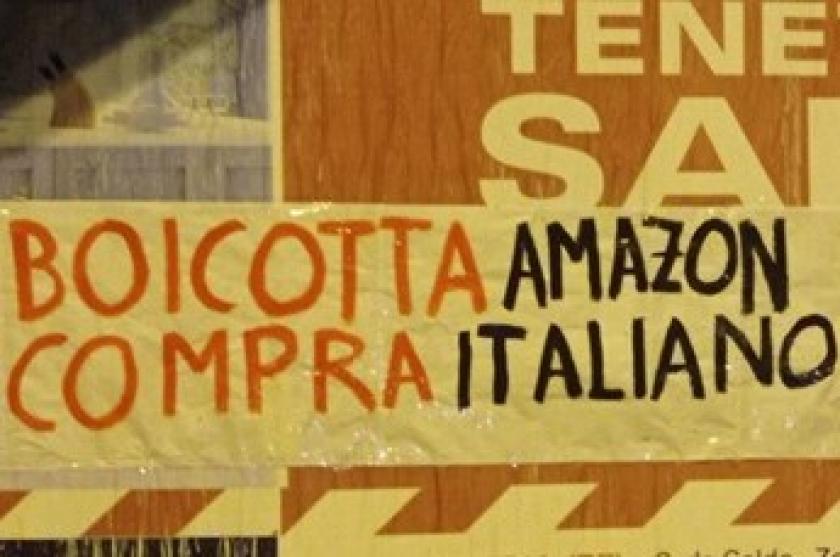 TENE
SA
BOICOTTA AMAZON
COMPRA ITALIANO